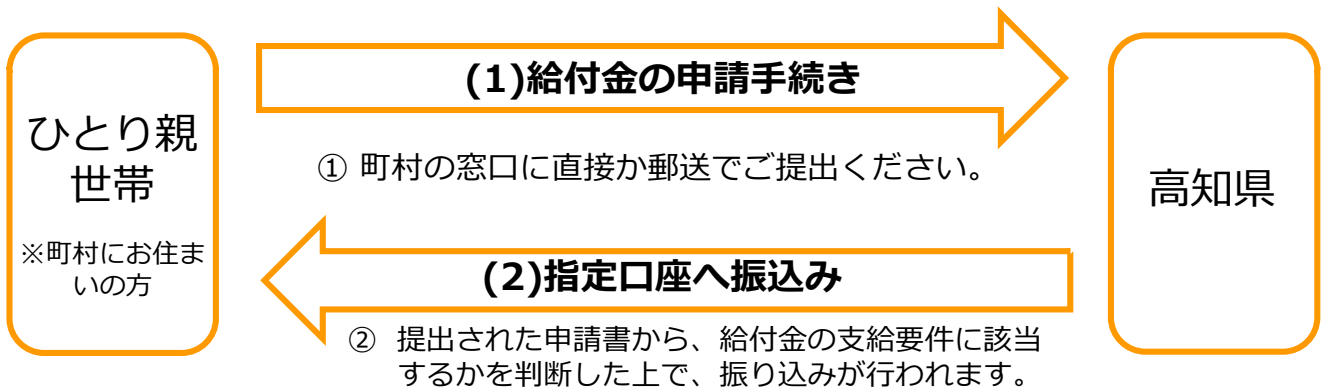 ひとり親
世帯
※町村にお住ま
いの方
(1)給付金の申請手続き
① 町村の窓口に直接か郵送でご提出ください。
(2)指定口座へ振込み
② 提出された申請書から、給付金の支給要件に該当
するかを判断した上で、振り込みが行われます。
高知県